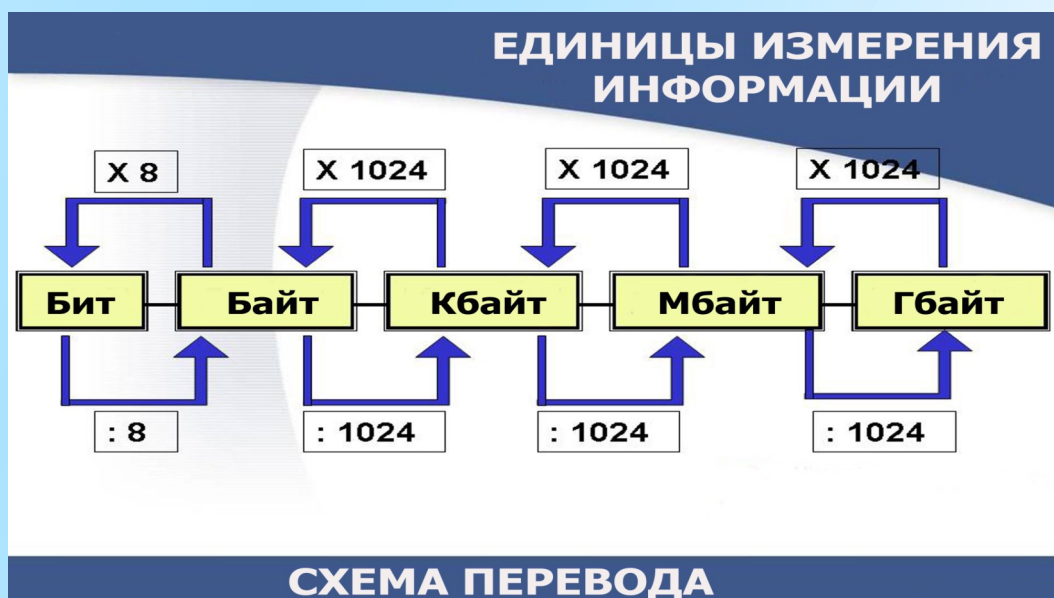 ЕДИНИЦЫ ИЗМЕРЕНИЯ
ИНФОРМАЦИИ
X 8
X 1024
X 1024
X 1024
Бит
Байт
Кбайт
Мбайт
Гбайт
: 8
: 1024
: 1024
: 1024
СХЕМА ПЕРЕВОДА